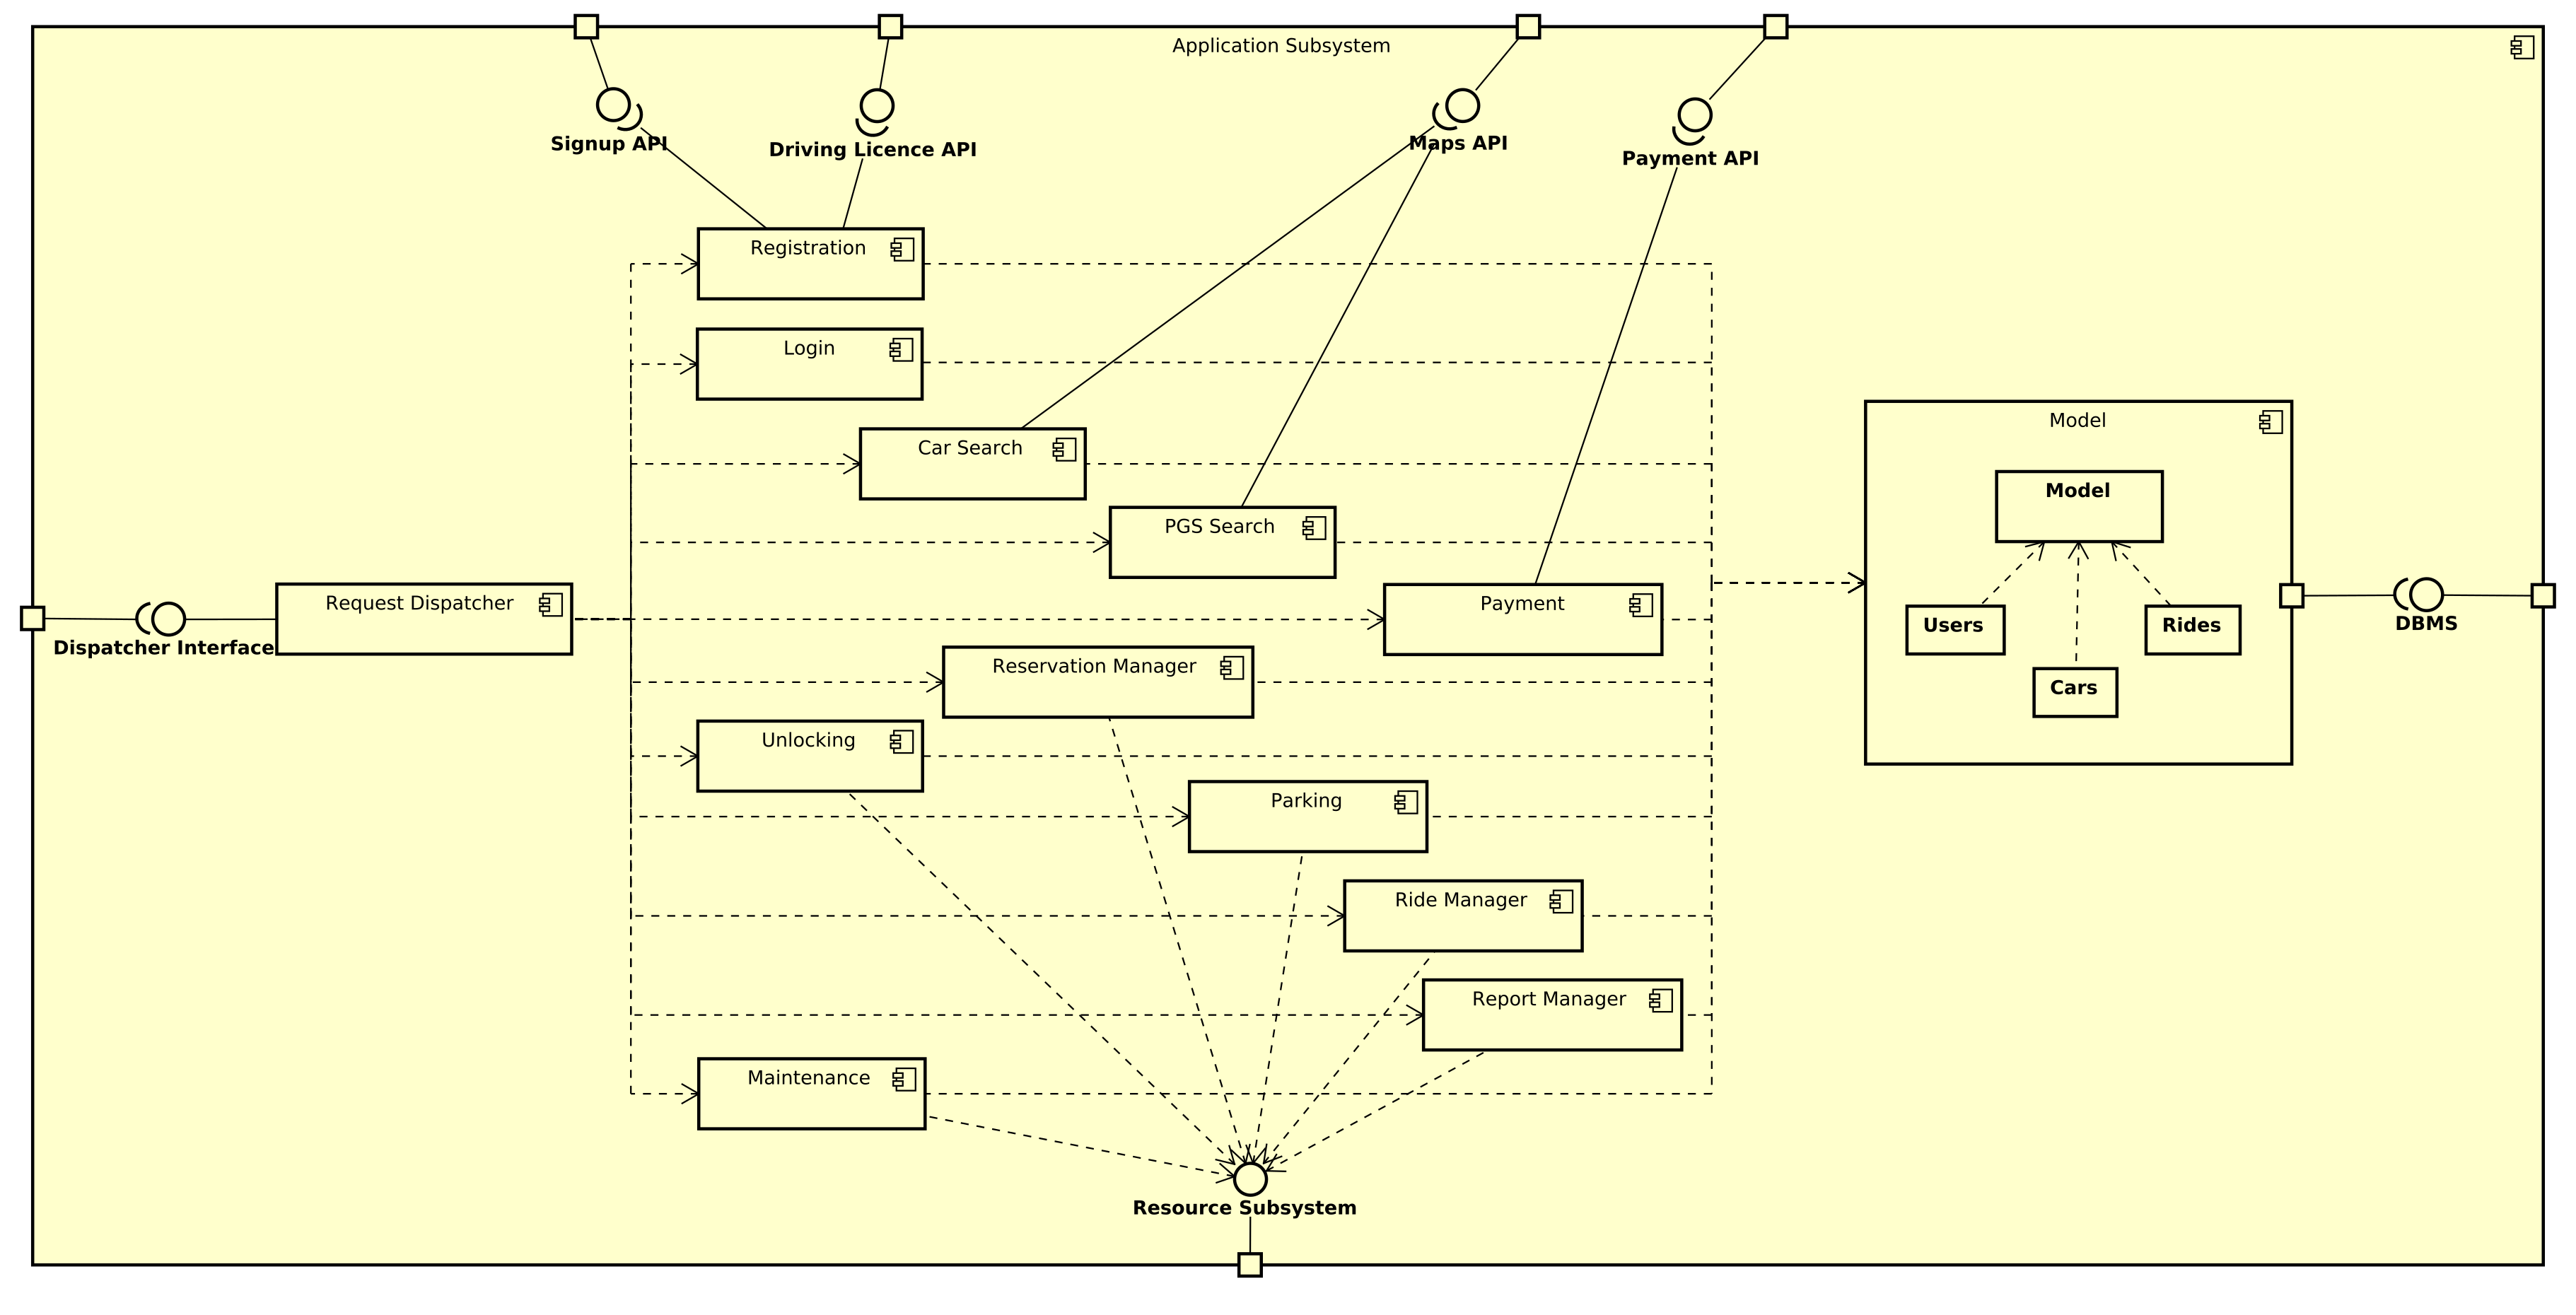 Application Subsystem
Signup API
Driving Licence API
Maps API
Payment API
Registration
Login
Car Search
PGS Search
Request Dispatcher
Dispatcher Interface
Payment
Reservation Manager
Unlocking
Parking
Ride Manager
Report Manager
Maintenance
Resource Subsystem
Model
Model
Users
Rides
Cars
DBMS